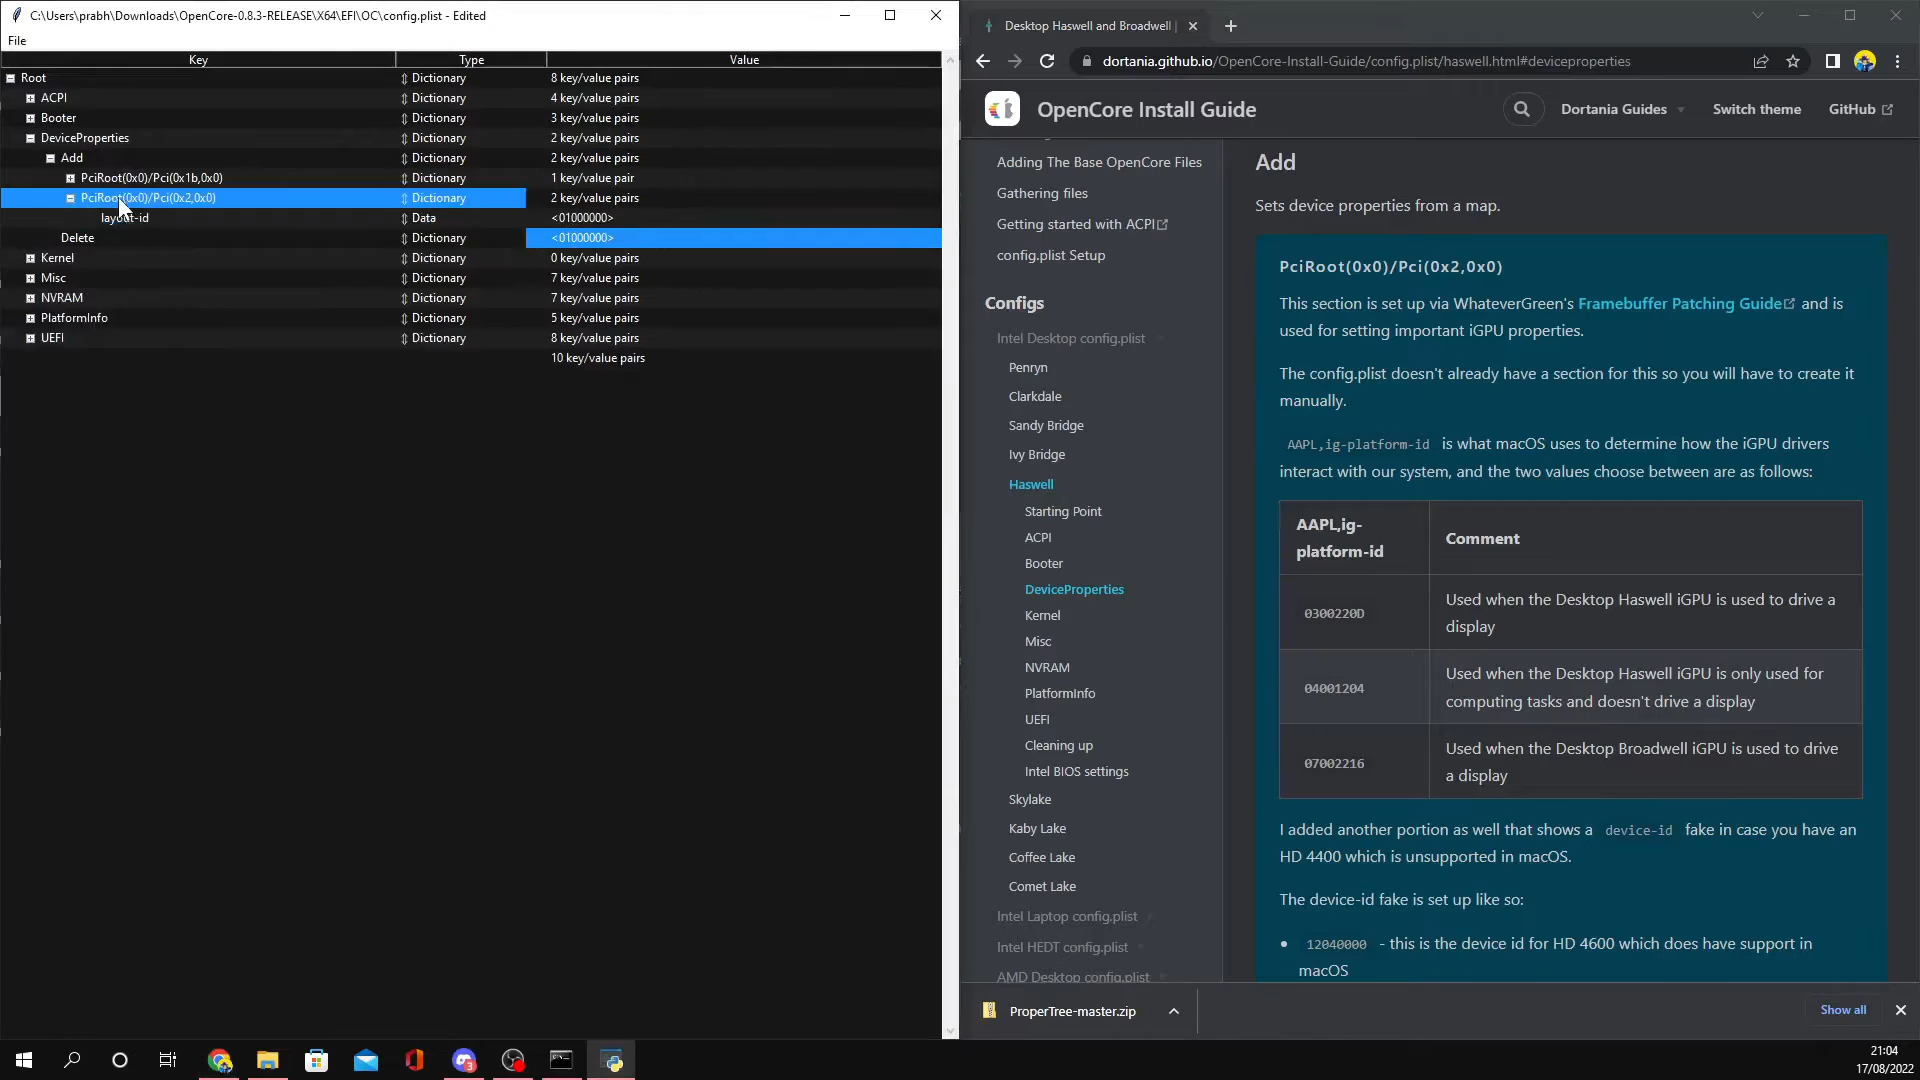 C:\Users\prabh\Downloads\OpenCore-0.8.3-RELEASE\X64\EFI\OC\config.plist - Edited
File
Key Type Value
Root Dictionary 8 key/value pairs
ACPI Dictionary 4 key/value pairs
Booter Dictionary 3 key/value pairs
DeviceProperties Dictionary 2 key/value pairs
Add Dictionary 2 key/value pairs
PciRoot(0x0)/Pci(0x1b,0x0) Dictionary 1 key/value pair
PciRoot(0x0)/Pci(0x2,0x0) Dictionary 2 key/value pairs
layout-id Data <01000000>
Delete Dictionary <01000000>
Kernel Dictionary 0 key/value pairs
Misc Dictionary 7 key/value pairs
NVRAM Dictionary 7 key/value pairs
PlatformInfo Dictionary 5 key/value pairs
UEFI Dictionary 8 key/value pairs
10 key/value pairs
Desktop Haswell and Broadwell |
dortania.github.io/OpenCore-Install-Guide/config.plist/haswell.html#deviceproperties
OpenCore Install Guide
Dortania Guides
Switch theme
GitHub
Adding The Base OpenCore Files
Gathering files
Getting started with ACPI
config.plist Setup
Configs
Intel Desktop config.plist
Penryn
Clarkdale
Sandy Bridge
Ivy Bridge
Haswell
Starting Point
ACPI
Booter
DeviceProperties
Kernel
Misc
NVRAM
PlatformInfo
UEFI
Cleaning up
Intel BIOS settings
Skylake
Kaby Lake
Coffee Lake
Comet Lake
Intel Laptop config.plist
Intel HEDT config.plist
AMD Desktop config.plist
Add
Sets device properties from a map.
PciRoot(0x0)/Pci(0x2,0x0)
This section is set up via WhateverGreen's Framebuffer Patching Guide and is
used for setting important iGPU properties.
The config.plist doesn't already have a section for this so you will have to create it
manually.
AAPL,ig-platform-id is what macOS uses to determine how the iGPU drivers
interact with our system, and the two values choose between are as follows:
AAPL,ig-
platform-id
Comment
0300220D
Used when the Desktop Haswell iGPU is used to drive a
display
04001204
Used when the Desktop Haswell iGPU is only used for
computing tasks and doesn't drive a display
07002216
Used when the Desktop Broadwell iGPU is used to drive
a display
I added another portion as well that shows a device-id fake in case you have an
HD 4400 which is unsupported in macOS.
The device-id fake is set up like so:
• 12040000 - this is the device id for HD 4600 which does have support in
macOS
ProperTree-master.zip
Show all
3
21:04
17/08/2022